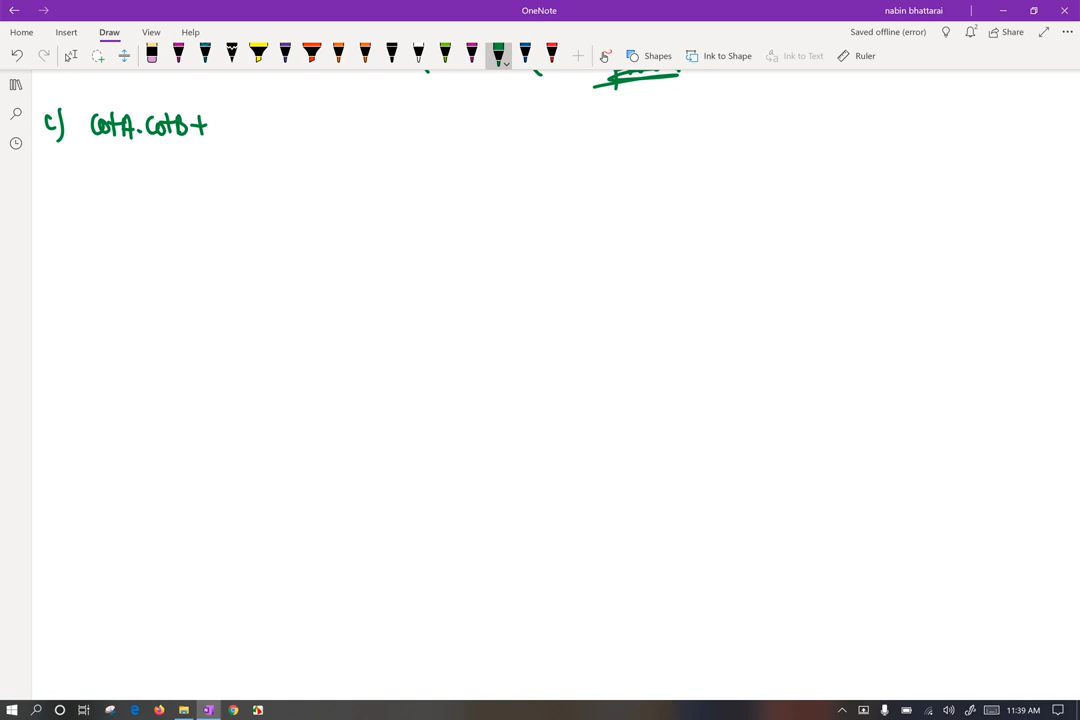 OneNote
nabin bhattarai
Home Insert Draw View Help
Saved offline (error)
2
Share
Shapes
Ink to Shape
Ink to Text
Ruler
c) cotA.cotB+
11:39 AM